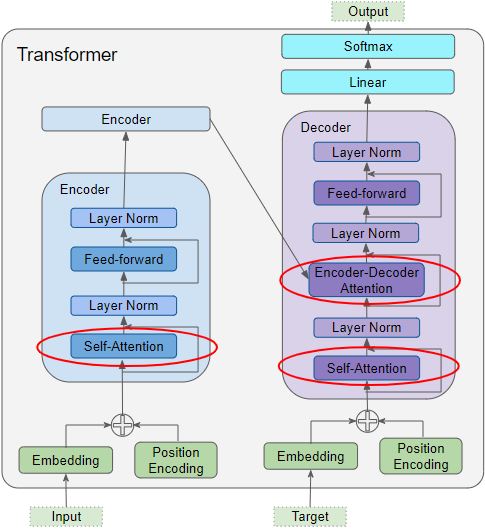 Output
Transformer
Softmax
Linear
Encoder
Encoder
Layer Norm
Feed-forward
Layer Norm
Self-Attention
Decoder
Layer Norm
Feed-forward
Layer Norm
Encoder-Decoder
Attention
Layer Norm
Self-Attention
Embedding
Position
Encoding
Embedding
Position
Encoding
Input
Target